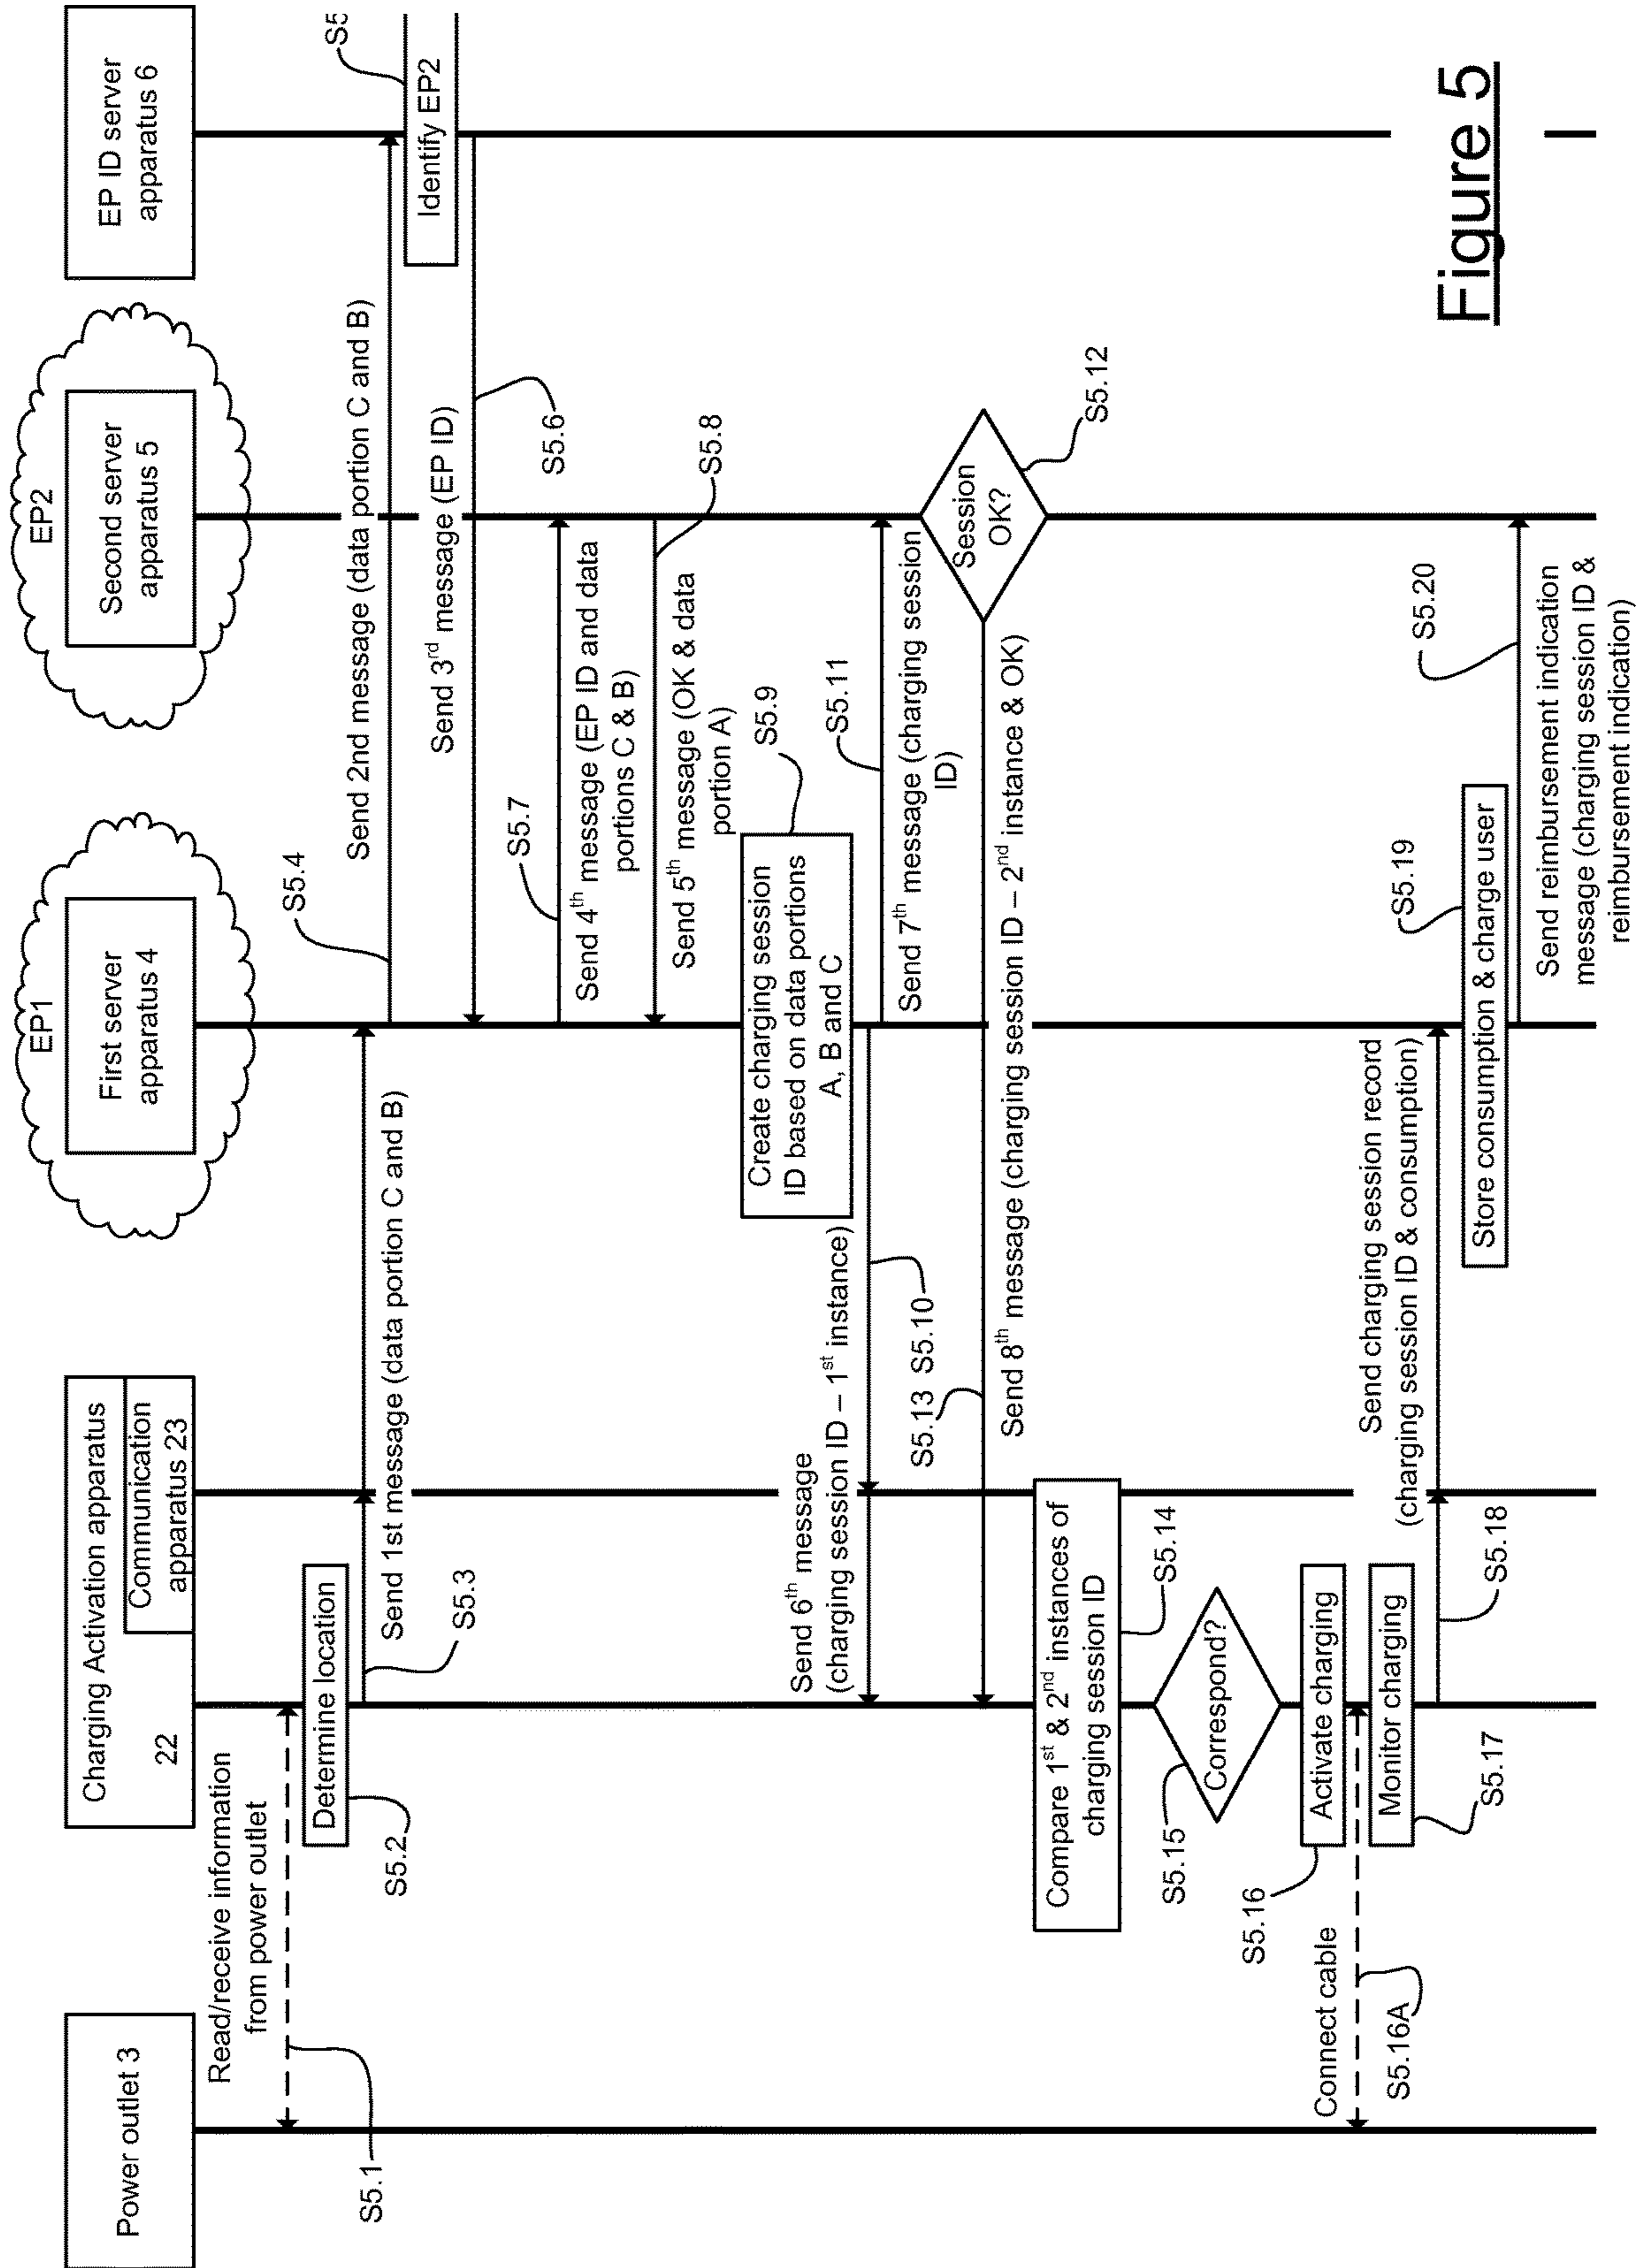 Power outlet 3
Charging Activation apparatus
22
Communication
apparatus 23
EP1
First server
apparatus 4
EP2
Second server
apparatus 5
EP ID server
apparatus 6
Read/receive information
from power outlet
S5.1
Determine location
S5.2
Send 1st message (data portion C and B)
S5.3
S5.4
Send 2nd message (data portion C and B)
S5
Identify EP2
Send 3rd message (EP ID)
S5.6
S5.7
Send 4th message (EP ID and data
portions C & B)
S5.8
Send 5th message (OK & data
portion A)
Create charging session
ID based on data portions
A, B and C
S5.9
Send 6th message
(charging session ID – 1st instance)
S5.10
S5.11
Send 7th message (charging session
ID)
Session
OK?
S5.12
S5.13
Send 8th message (charging session ID – 2nd instance & OK)
Compare 1st & 2nd instances of
charging session ID
S5.14
Correspond?
S5.15
Activate charging
S5.16
Connect cable
S5.16A
Monitor charging
S5.17
Send charging session record
(charging session ID & consumption)
S5.18
Store consumption & charge user
S5.19
S5.20
Send reimbursement indication
message (charging session ID &
reimbursement indication)
Figure 5